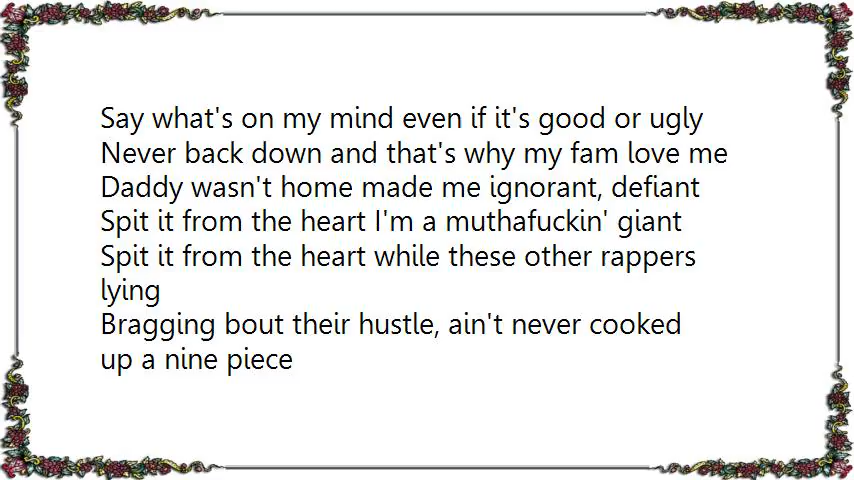 Say what's on my mind even if it's good or ugly
Never back down and that's why my fam love me
Daddy wasn't home made me ignorant, defiant
Spit it from the heart I'm a muthafuckin' giant
Spit it from the heart while these other rappers
lying
Bragging bout their hustle, ain't never cooked
up a nine piece